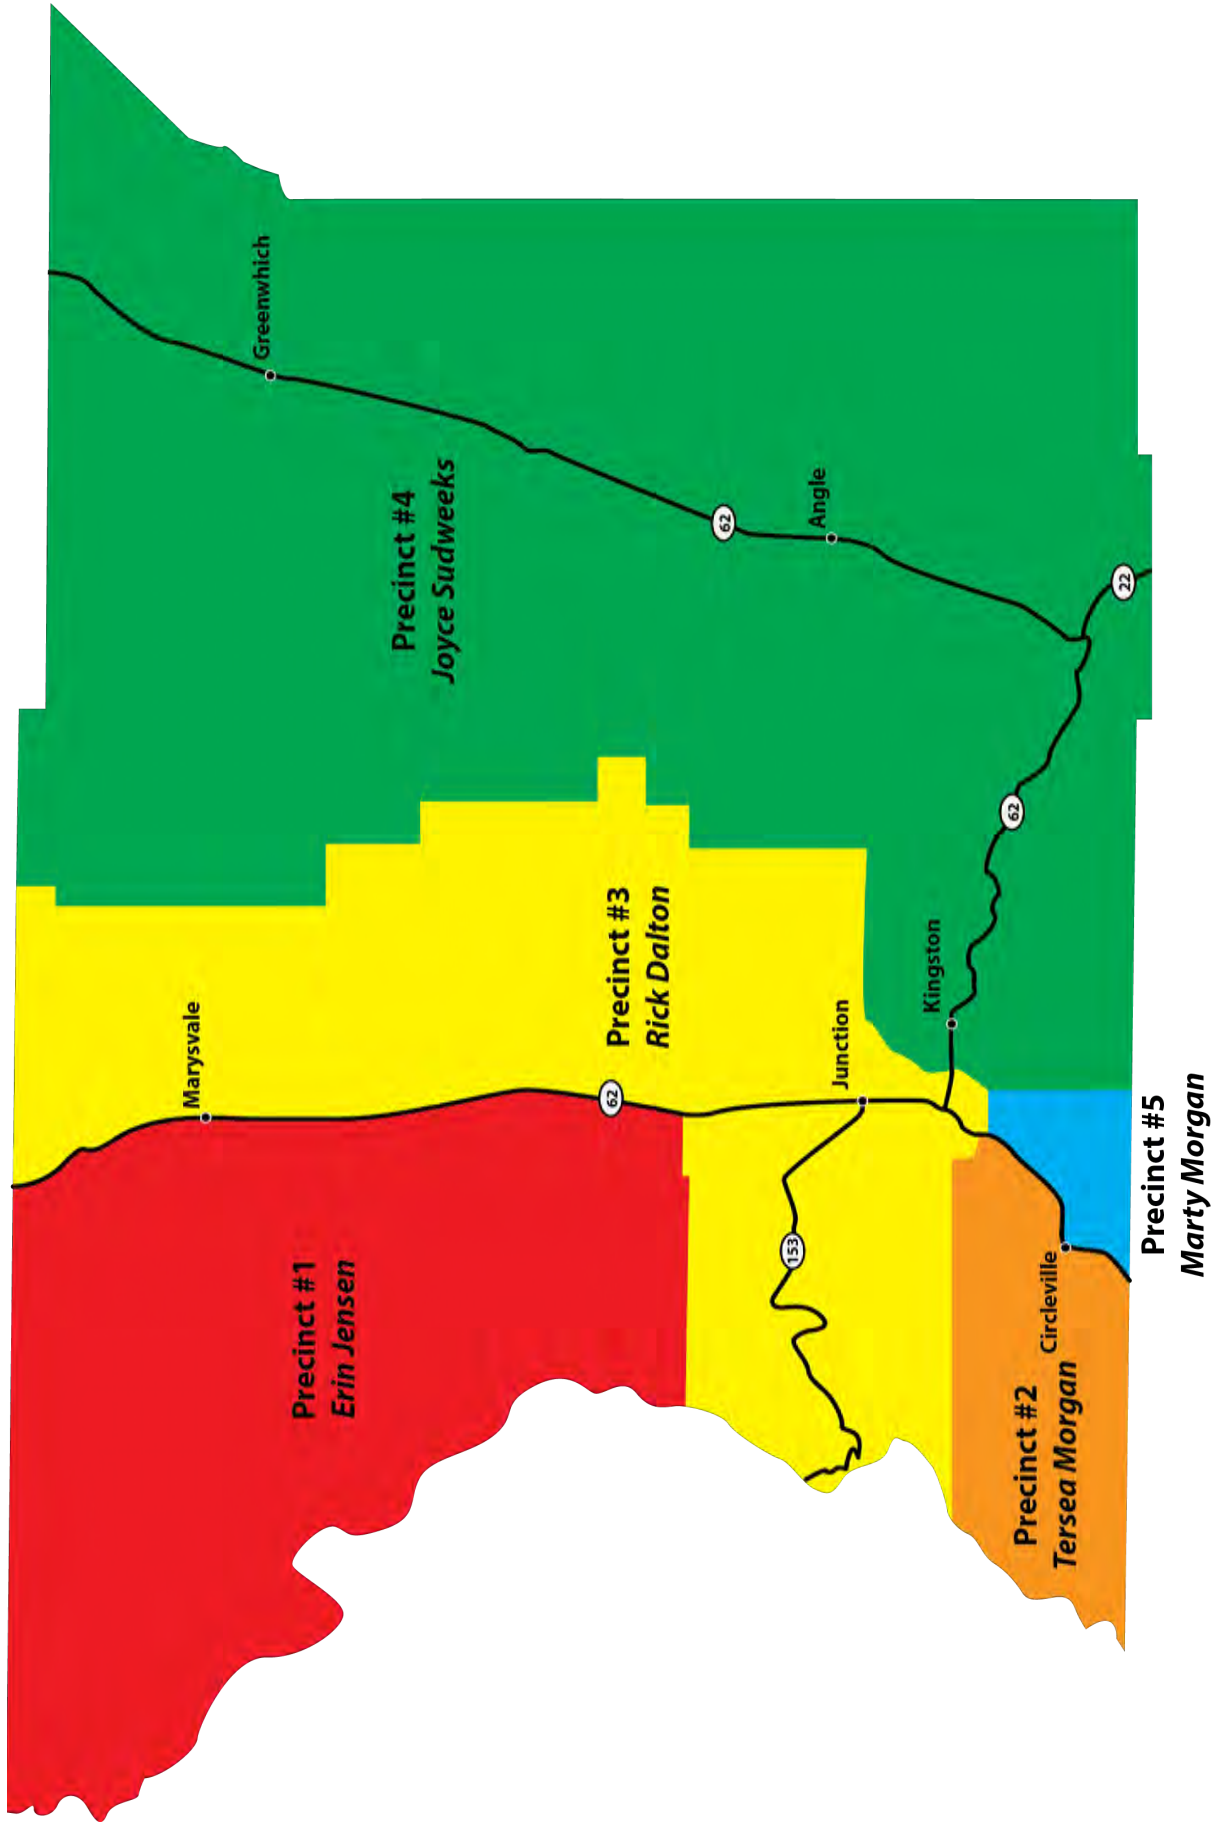 Greenwhich
Precinct #4
Joyce Sudweeks
62
Angle
22
62
Kingston
Precinct #3
Rick Dalton
Marysvale
Junction
62
153
Precinct #1
Erin Jensen
Circleville
Precinct #2
Tersea Morgan
Precinct #5
Marty Morgan